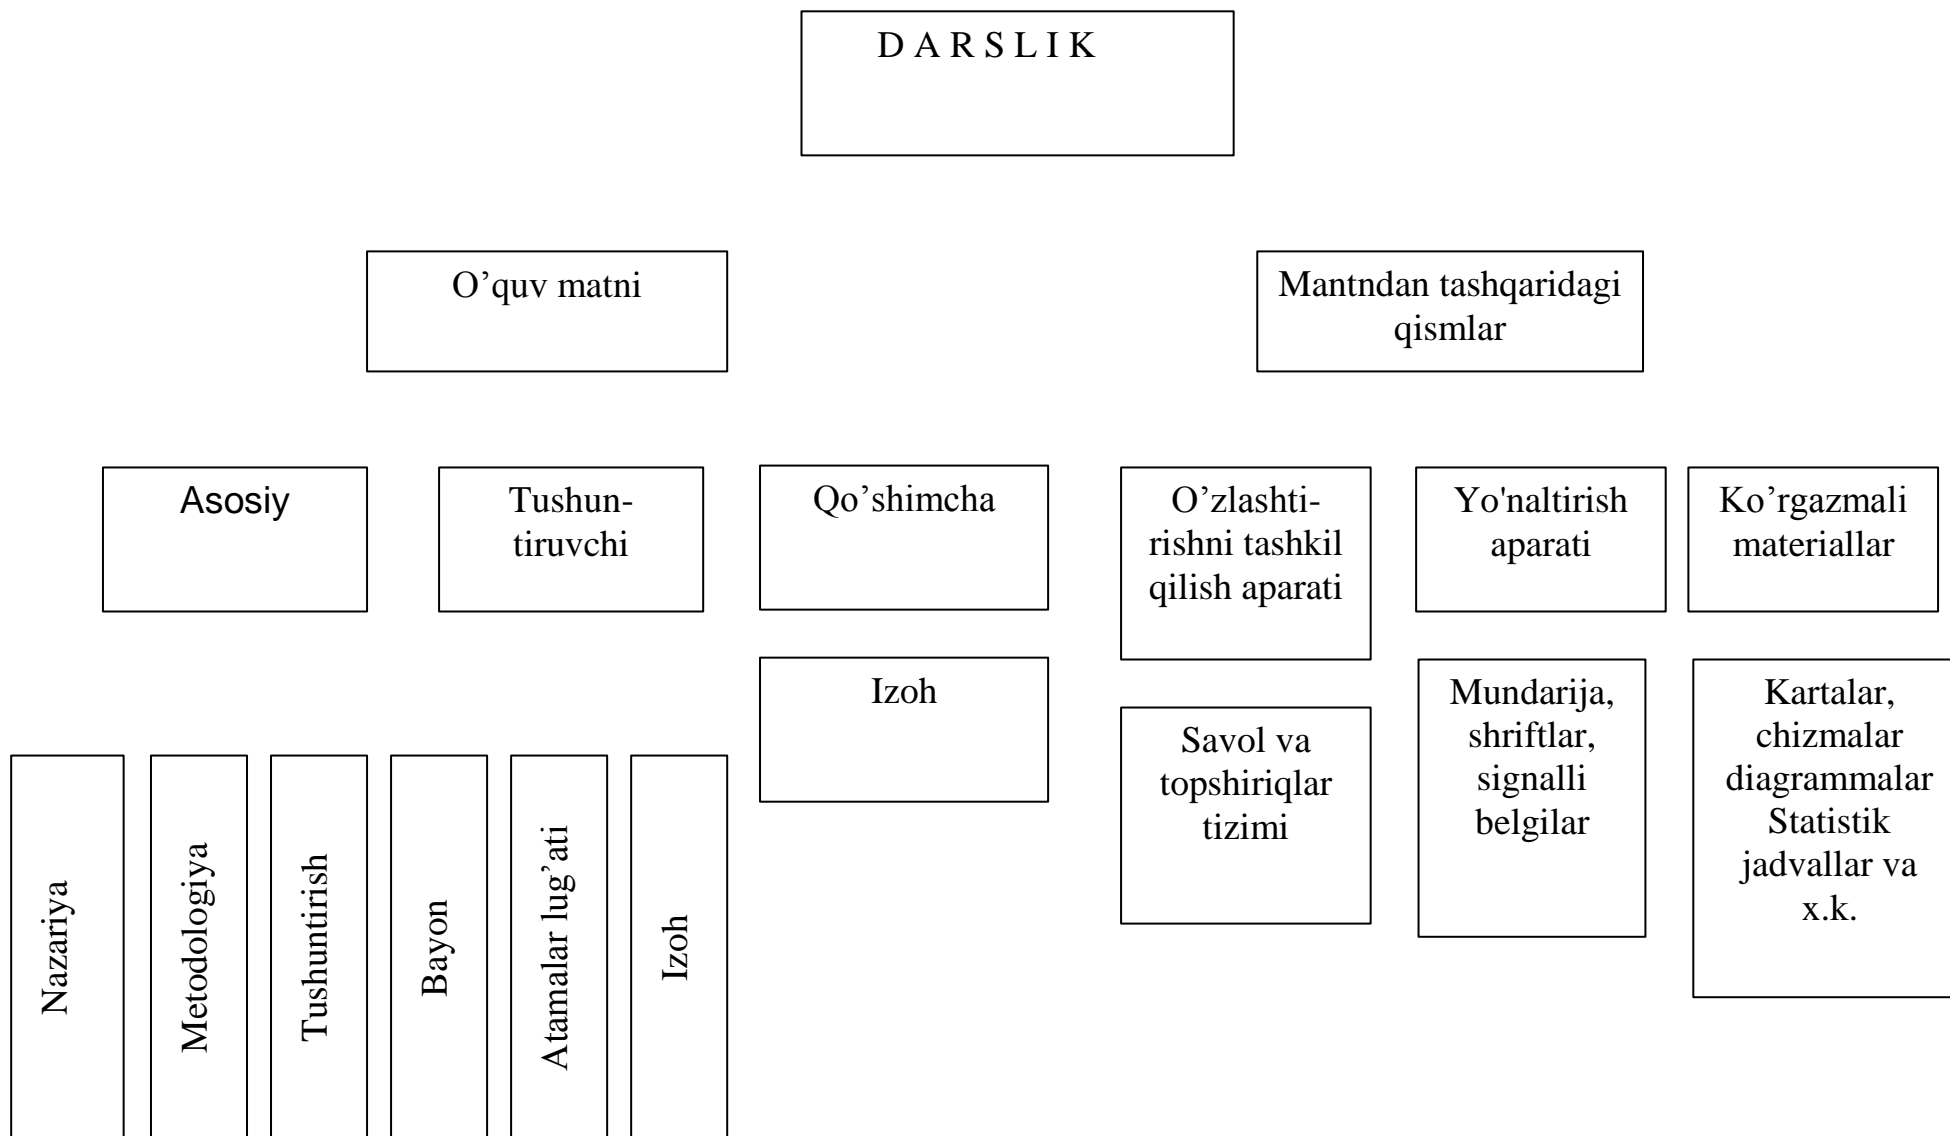 D A R S L I K
O’quv matni
Mantndan tashqaridagi
qismlar
Asosiy
Tushun-
tiruvchi
Qo’shimcha
O’zlashti-
rishni tashkil
qilish aparati
Yo'naltirish
aparati
Ko’rgazmali
materiallar
Izoh
Savol va
topshiriqlar
tizimi
Mundarija,
shriftlar,
signalli
belgilar
Kartalar,
chizmalar
diagrammalar
Statistik
jadvallar va
x.k.
Nazariya
Metodologiya
Tushuntirish
Bayon
Atamalar lug’ati
Izoh